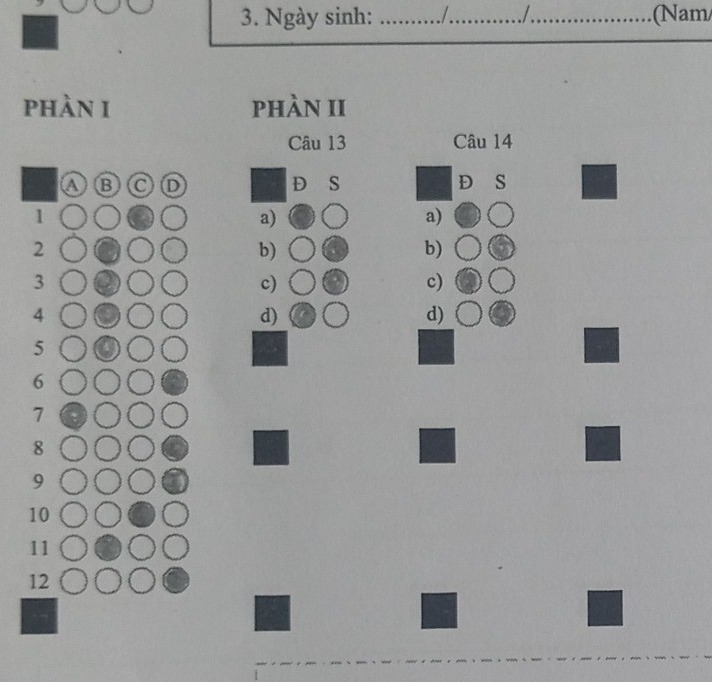 3. Ngày sinh: ........../............/....................(Nam/
PHẦN I
PHẦN II
Câu 13
Câu 14
A B C D
Đ S
Đ S
1
a)
a)
2
b)
b)
3
c)
c)
4
d)
d)
5
6
7
8
9
10
11
12